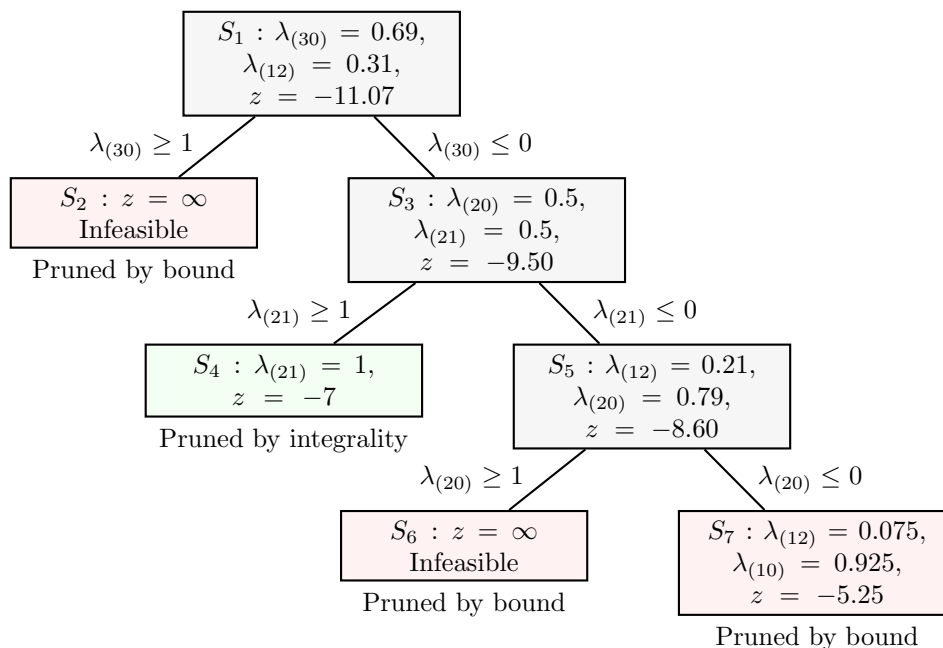 S₁ : λ₍₃₀₎ = 0.69,
λ₍₁₂₎ = 0.31,
z = −11.07
λ₍₃₀₎ ≥ 1
λ₍₃₀₎ ≤ 0
S₂ : z = ∞
Infeasible
Pruned by bound
S₃ : λ₍₂₀₎ = 0.5,
λ₍₂₁₎ = 0.5,
z = −9.50
λ₍₂₁₎ ≥ 1
λ₍₂₁₎ ≤ 0
S₄ : λ₍₂₁₎ = 1,
z = −7
Pruned by integrality
S₅ : λ₍₁₂₎ = 0.21,
λ₍₂₀₎ = 0.79,
z = −8.60
λ₍₂₀₎ ≥ 1
λ₍₂₀₎ ≤ 0
S₆ : z = ∞
Infeasible
Pruned by bound
S₇ : λ₍₁₂₎ = 0.075,
λ₍₁₀₎ = 0.925,
z = −5.25
Pruned by bound